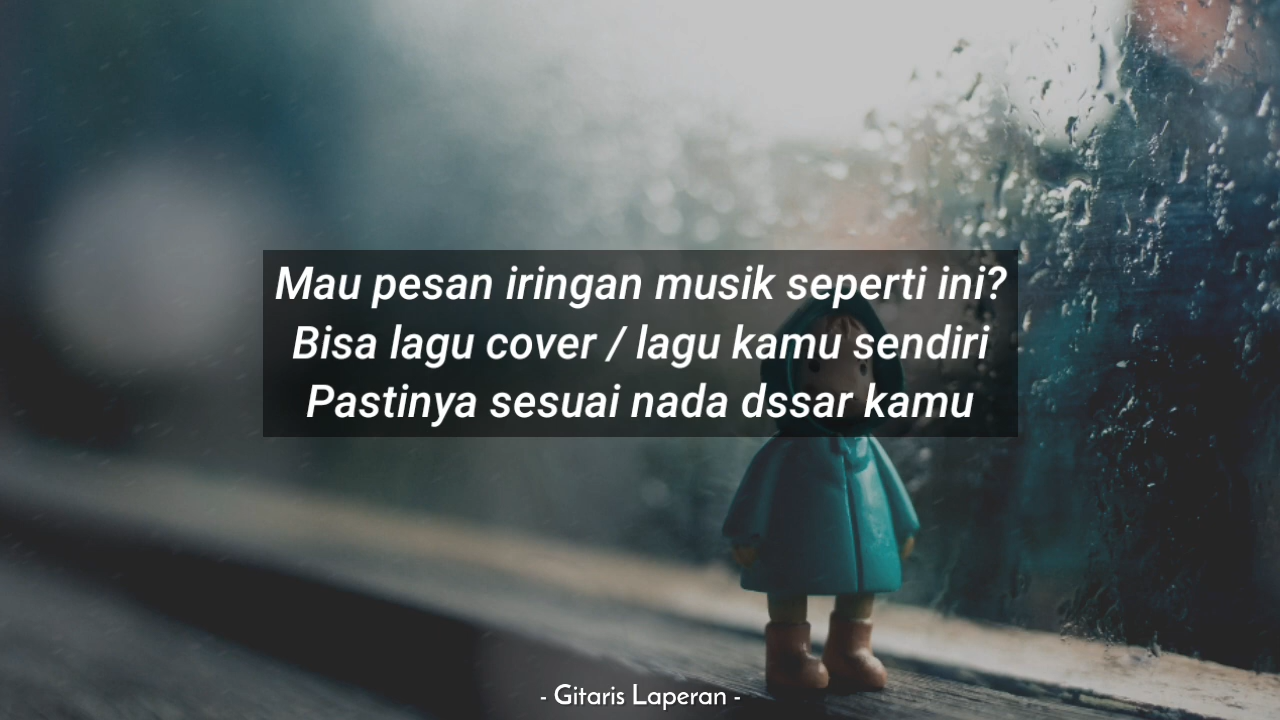 Mau pesan iringan musik seperti ini?
Bisa lagu cover / lagu kamu sendiri
Pastinya sesuai nada dssar kamu
- Gitaris Laperan -